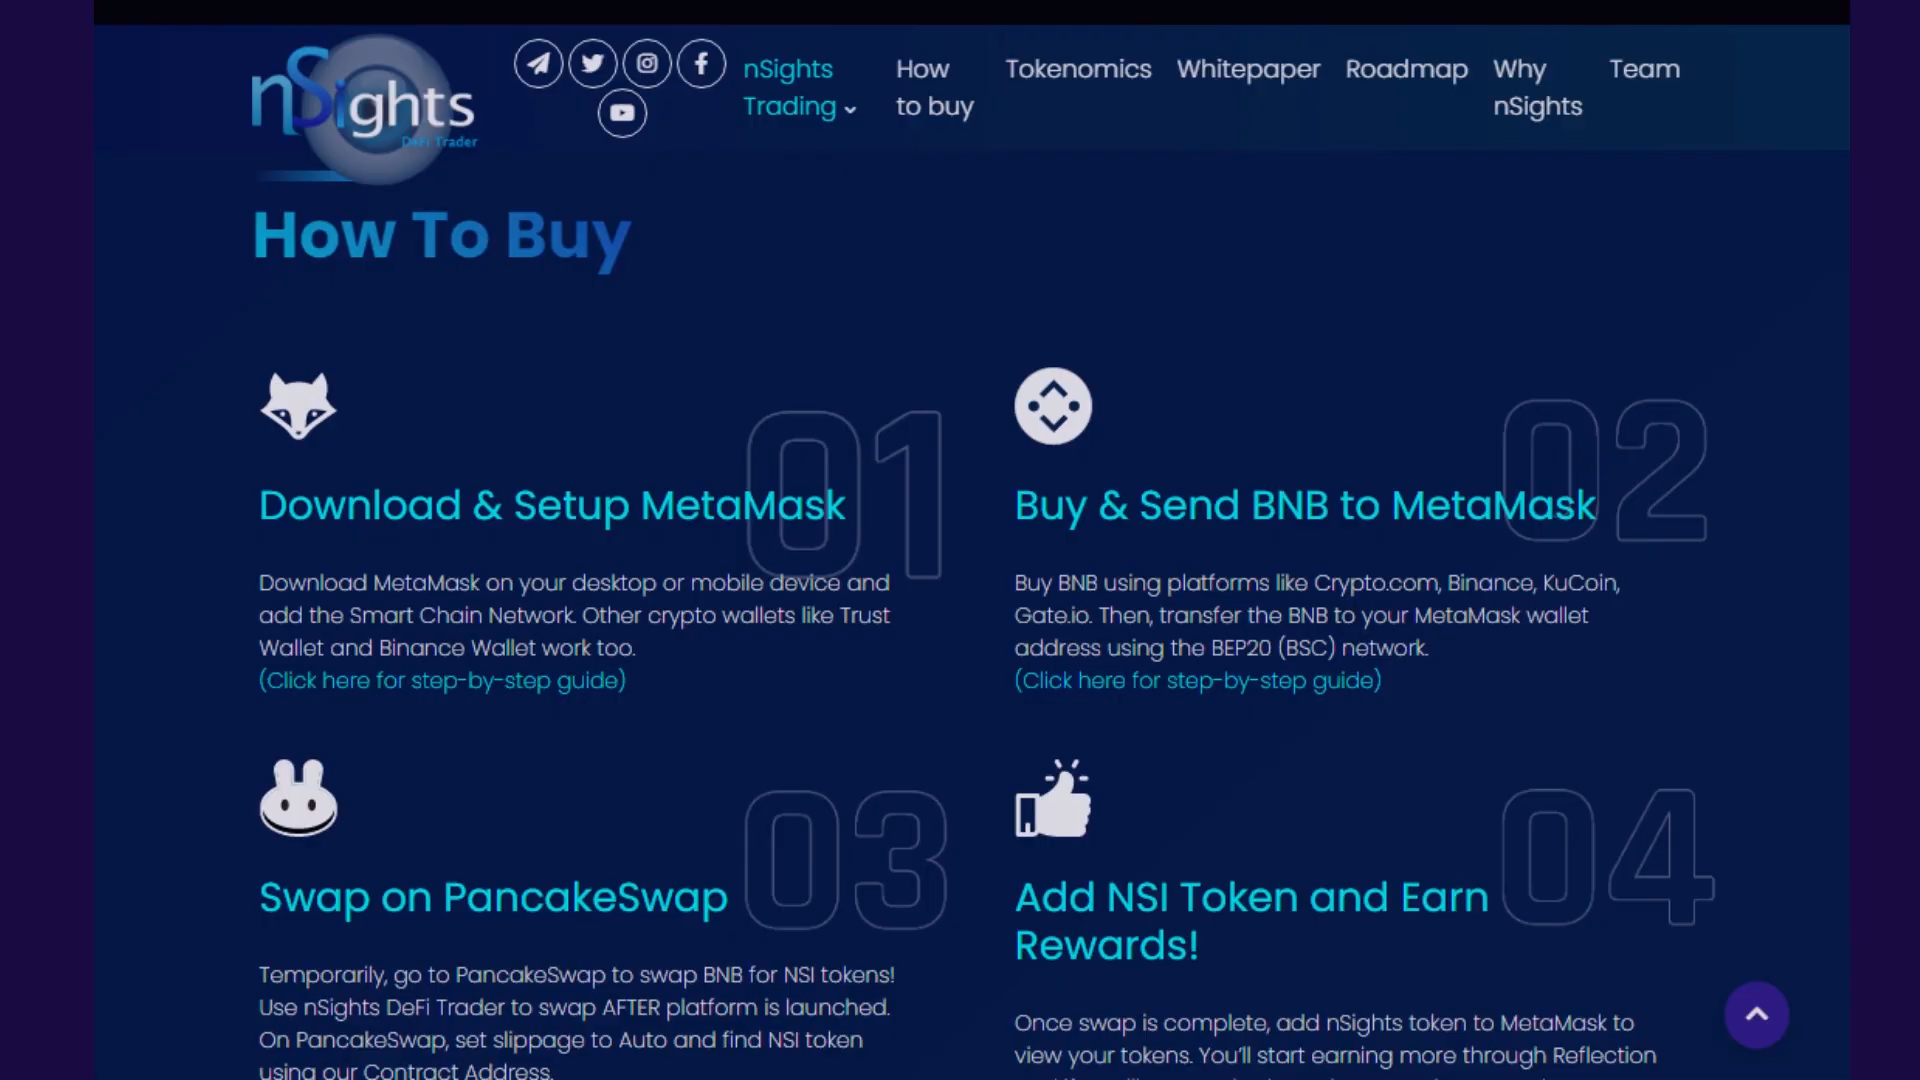 nSights
DeFi Trader
nSights
Trading
How
to buy
Tokenomics
Whitepaper
Roadmap
Why
nSights
Team
How To Buy
01
Download & Setup MetaMask
Download MetaMask on your desktop or mobile device and
add the Smart Chain Network. Other crypto wallets like Trust
Wallet and Binance Wallet work too.
(Click here for step-by-step guide)
02
Buy & Send BNB to MetaMask
Buy BNB using platforms like Crypto.com, Binance, KuCoin,
Gate.io. Then, transfer the BNB to your MetaMask wallet
address using the BEP20 (BSC) network.
(Click here for step-by-step guide)
03
Swap on PancakeSwap
Temporarily, go to PancakeSwap to swap BNB for NSI tokens!
Use nSights DeFi Trader to swap AFTER platform is launched.
On PancakeSwap, set slippage to Auto and find NSI token
using our Contract Address.
04
Add NSI Token and Earn
Rewards!
Once swap is complete, add nSights token to MetaMask to
view your tokens. You'll start earning more through Reflection